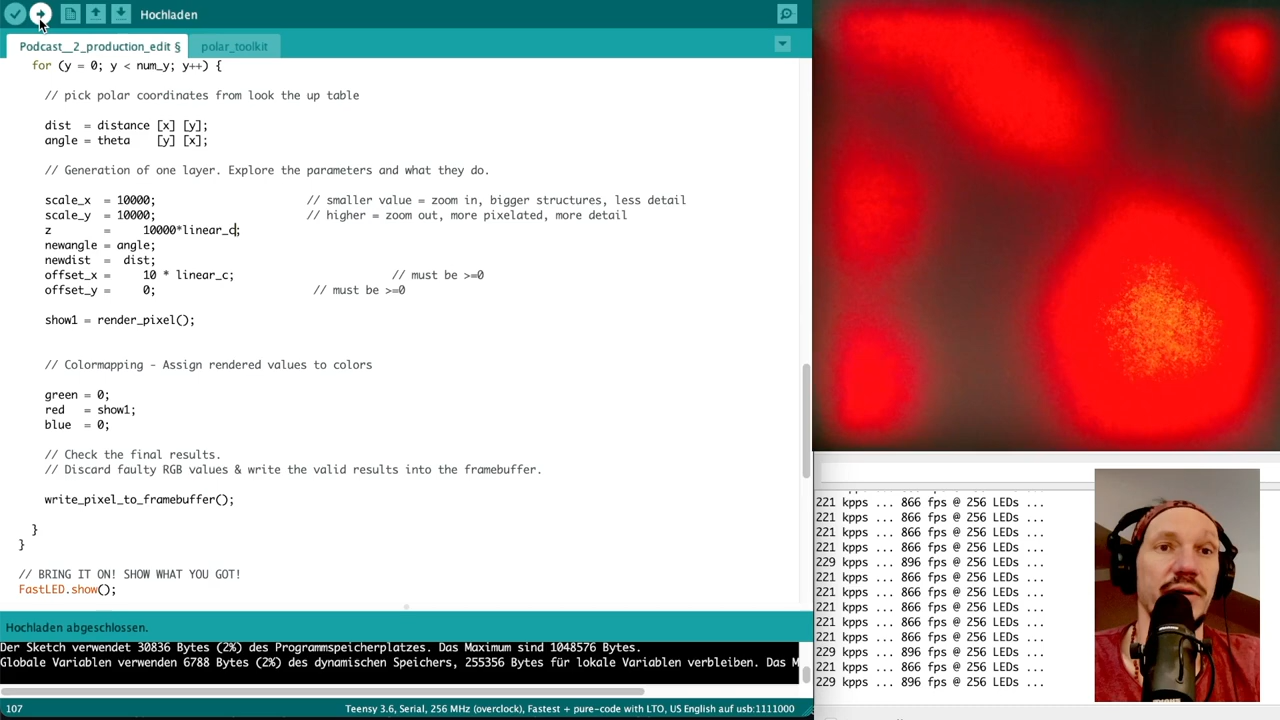 Hochladen
Podcast__2_production_edit §
polar_toolkit
for (y = 0; y < num_y; y++) {
// pick polar coordinates from look the up table
dist  = distance [x] [y];
angle = theta    [y] [x];
// Generation of one layer. Explore the parameters and what they do.
scale_x  = 10000;                       // smaller value = zoom in, bigger structures, less detail
scale_y  = 10000;                       // higher = zoom out, more pixelated, more detail
z        =     10000*linear_c;
newangle = angle;
newdist  =  dist;
offset_x =     10 * linear_c;                        // must be >=0
offset_y =     0;                        // must be >=0
show1 = render_pixel();
// Colormapping - Assign rendered values to colors
green = 0;
red   = show1;
blue  = 0;
// Check the final results.
// Discard faulty RGB values & write the valid results into the framebuffer.
write_pixel_to_framebuffer();
}
}
// BRING IT ON! SHOW WHAT YOU GOT!
FastLED.show();
Hochladen abgeschlossen.
Der Sketch verwendet 30836 Bytes (2%) des Programmspeicherplatzes. Das Maximum sind 1048576 Bytes.
Globale Variablen verwenden 6788 Bytes (2%) des dynamischen Speichers, 255356 Bytes für lokale Variablen verbleiben. Das M
107
Teensy 3.6, Serial, 256 MHz (overclock), Fastest + pure-code with LTO, US English auf usb:1111000
221 kpps ... 866 fps @ 256 LEDs ...
221 kpps ... 866 fps @ 256 LEDs ...
221 kpps ... 866 fps @ 256 LEDs ...
221 kpps ... 866 fps @ 256 LEDs ...
229 kpps ... 896 fps @ 256 LEDs ...
221 kpps ... 866 fps @ 256 LEDs ...
221 kpps ... 866 fps @ 256 LEDs ...
221 kpps ... 866 fps @ 256 LEDs ...
221 kpps ... 866 fps @ 256 LEDs ...
221 kpps ... 866 fps @ 256 LEDs ...
229 kpps ... 896 fps @ 256 LEDs ...
221 kpps ... 866 fps @ 256 LEDs ...
229 kpps ... 896 fps @ 256 LEDs ...